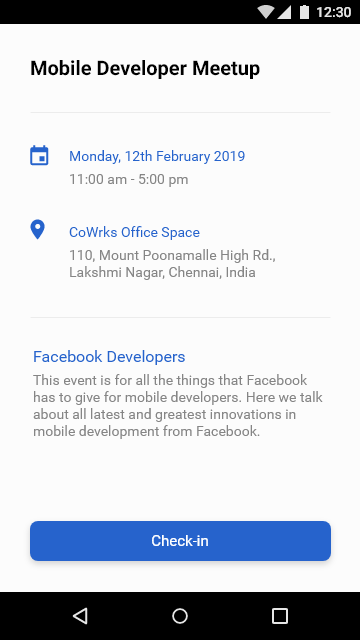 12:30
Mobile Developer Meetup
Monday, 12th February 2019
11:00 am - 5:00 pm
CoWrks Office Space
110, Mount Poonamalle High Rd.,
Lakshmi Nagar, Chennai, India
Facebook Developers
This event is for all the things that Facebook
has to give for mobile developers. Here we talk
about all latest and greatest innovations in
mobile development from Facebook.
Check-in